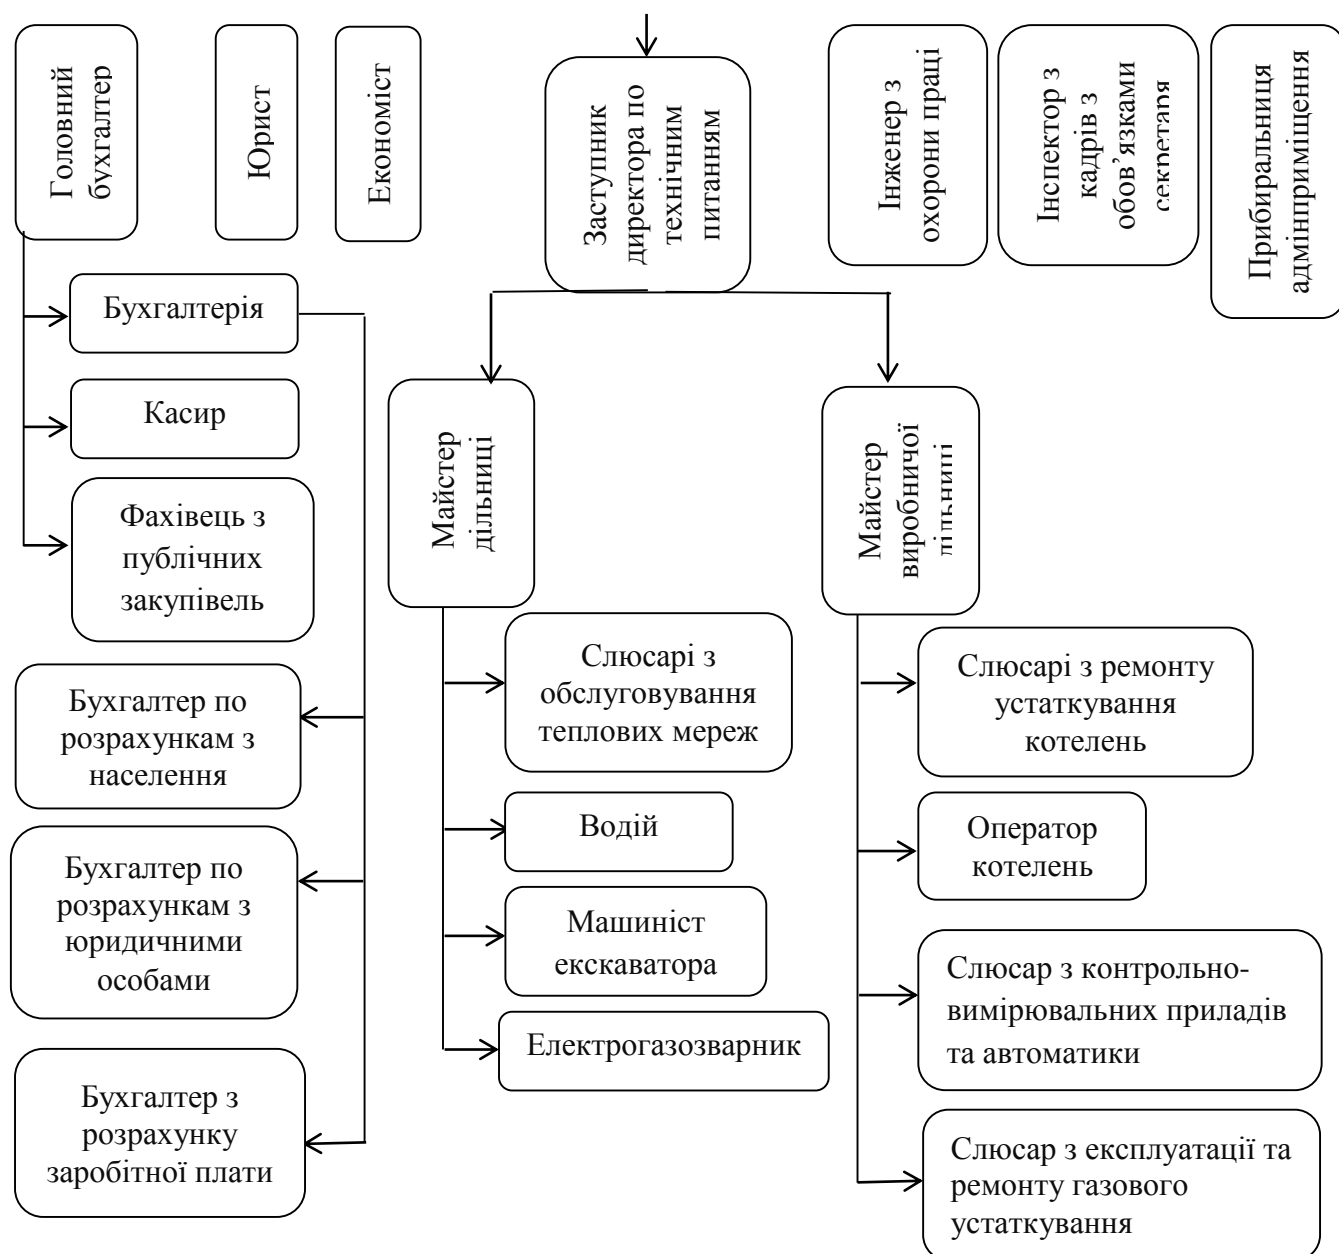 Головний
бухгалтер
Юрист
Економіст
Заступник
директора по
технічним
питанням
Інженер з
охорони праці
Інспектор з
кадрів з
обов’язками
секретаря
Прибиральниця
адмінприміщення
Бухгалтерія
Касир
Фахівець з
публічних
закупівель
Майстер
дільниці
Майстер
виробничої
дільниці
Бухгалтер по
розрахункам з
населення
Бухгалтер по
розрахункам з
юридичними
особами
Бухгалтер з
розрахунку
заробітної плати
Слюсарі з
обслуговування
теплових мереж
Водій
Машиніст
екскаватора
Електрогазозварник
Слюсарі з ремонту
устаткування
котелень
Оператор
котелень
Слюсар з контрольно-
вимірювальних приладів
та автоматики
Слюсар з експлуатації та
ремонту газового
устаткування